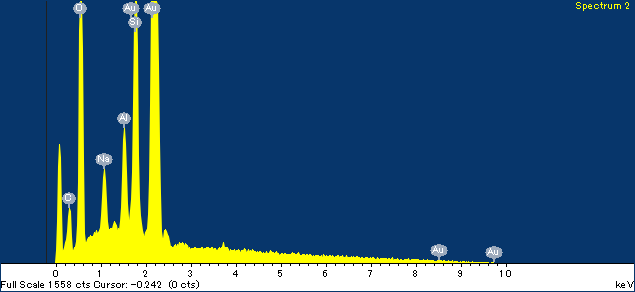 Spectrum 2
O Au Au
Si
Al
Na
C
Au Au
0 1 2 3 4 5 6 7 8 9 10
Full Scale 1558 cts Cursor: -0.242 (0 cts) keV